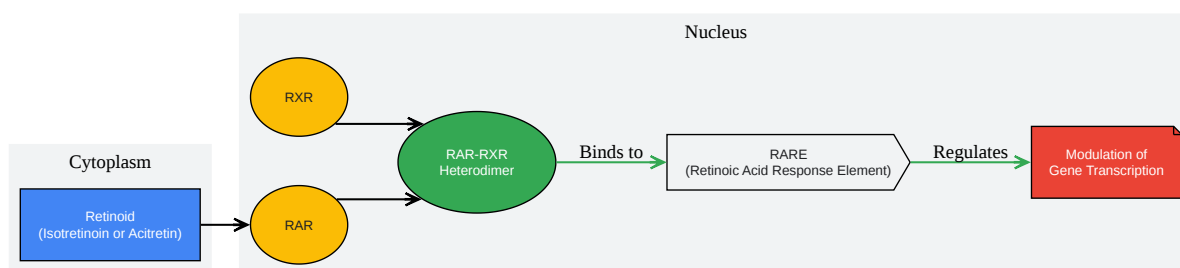 Nucleus
RXR
Cytoplasm
RAR-RXR
Heterodimer
Binds to
RARE
(Retinoic Acid Response Element)
Regulates
Modulation of
Gene Transcription
Retinoid
(Isotretinoin or Acitretin)
RAR